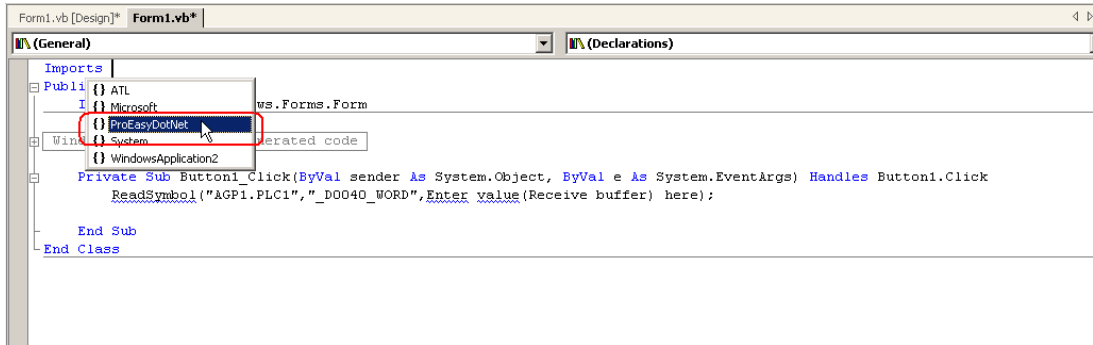 Form1.vb [Design]* Form1.vb*
(General) (Declarations)
Imports
Publi
{} ATL
I ws.Forms.Form
{} Microsoft
{} ProEasyDotNet
Wind erated code
{} System
{} WindowsApplication2
Private Sub Button1_Click(ByVal sender As System.Object, ByVal e As System.EventArgs) Handles Button1.Click
ReadSymbol("AGP1.PLC1","_D0040_WORD",Enter value(Receive buffer) here);
End Sub
End Class